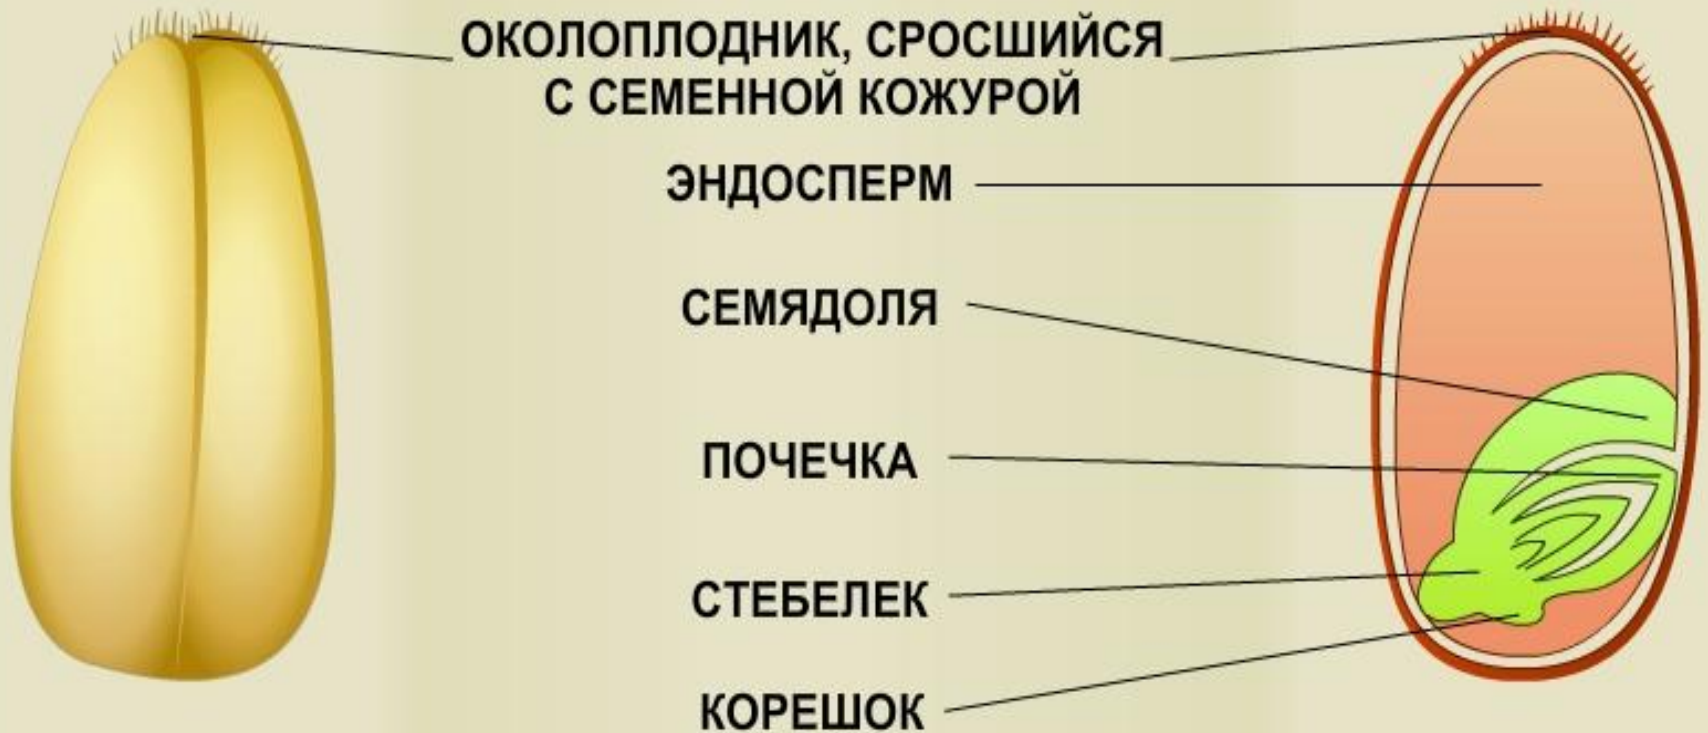 ОКОЛОПЛОДНИК, СРОСШИЙСЯ
С СЕМЕННОЙ КОЖУРОЙ
ЭНДОСПЕРМ
СЕМЯДОЛЯ
ПОЧЕЧКА
СТЕБЕЛЕК
КОРЕШОК